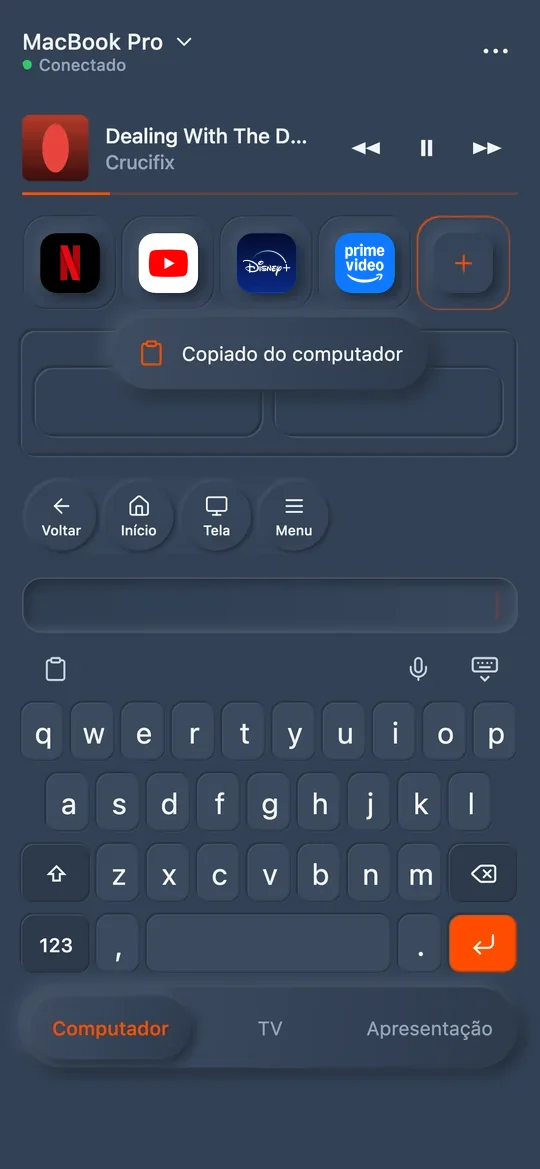 MacBook Pro
Conectado
Dealing With The D...
Crucifix
N
Disney+
prime video
Copiado do computador
Voltar Início Tela Menu
q w e r t y u i o p
a s d f g h j k l
z x c v b n m
123 , .
Computador TV Apresentação